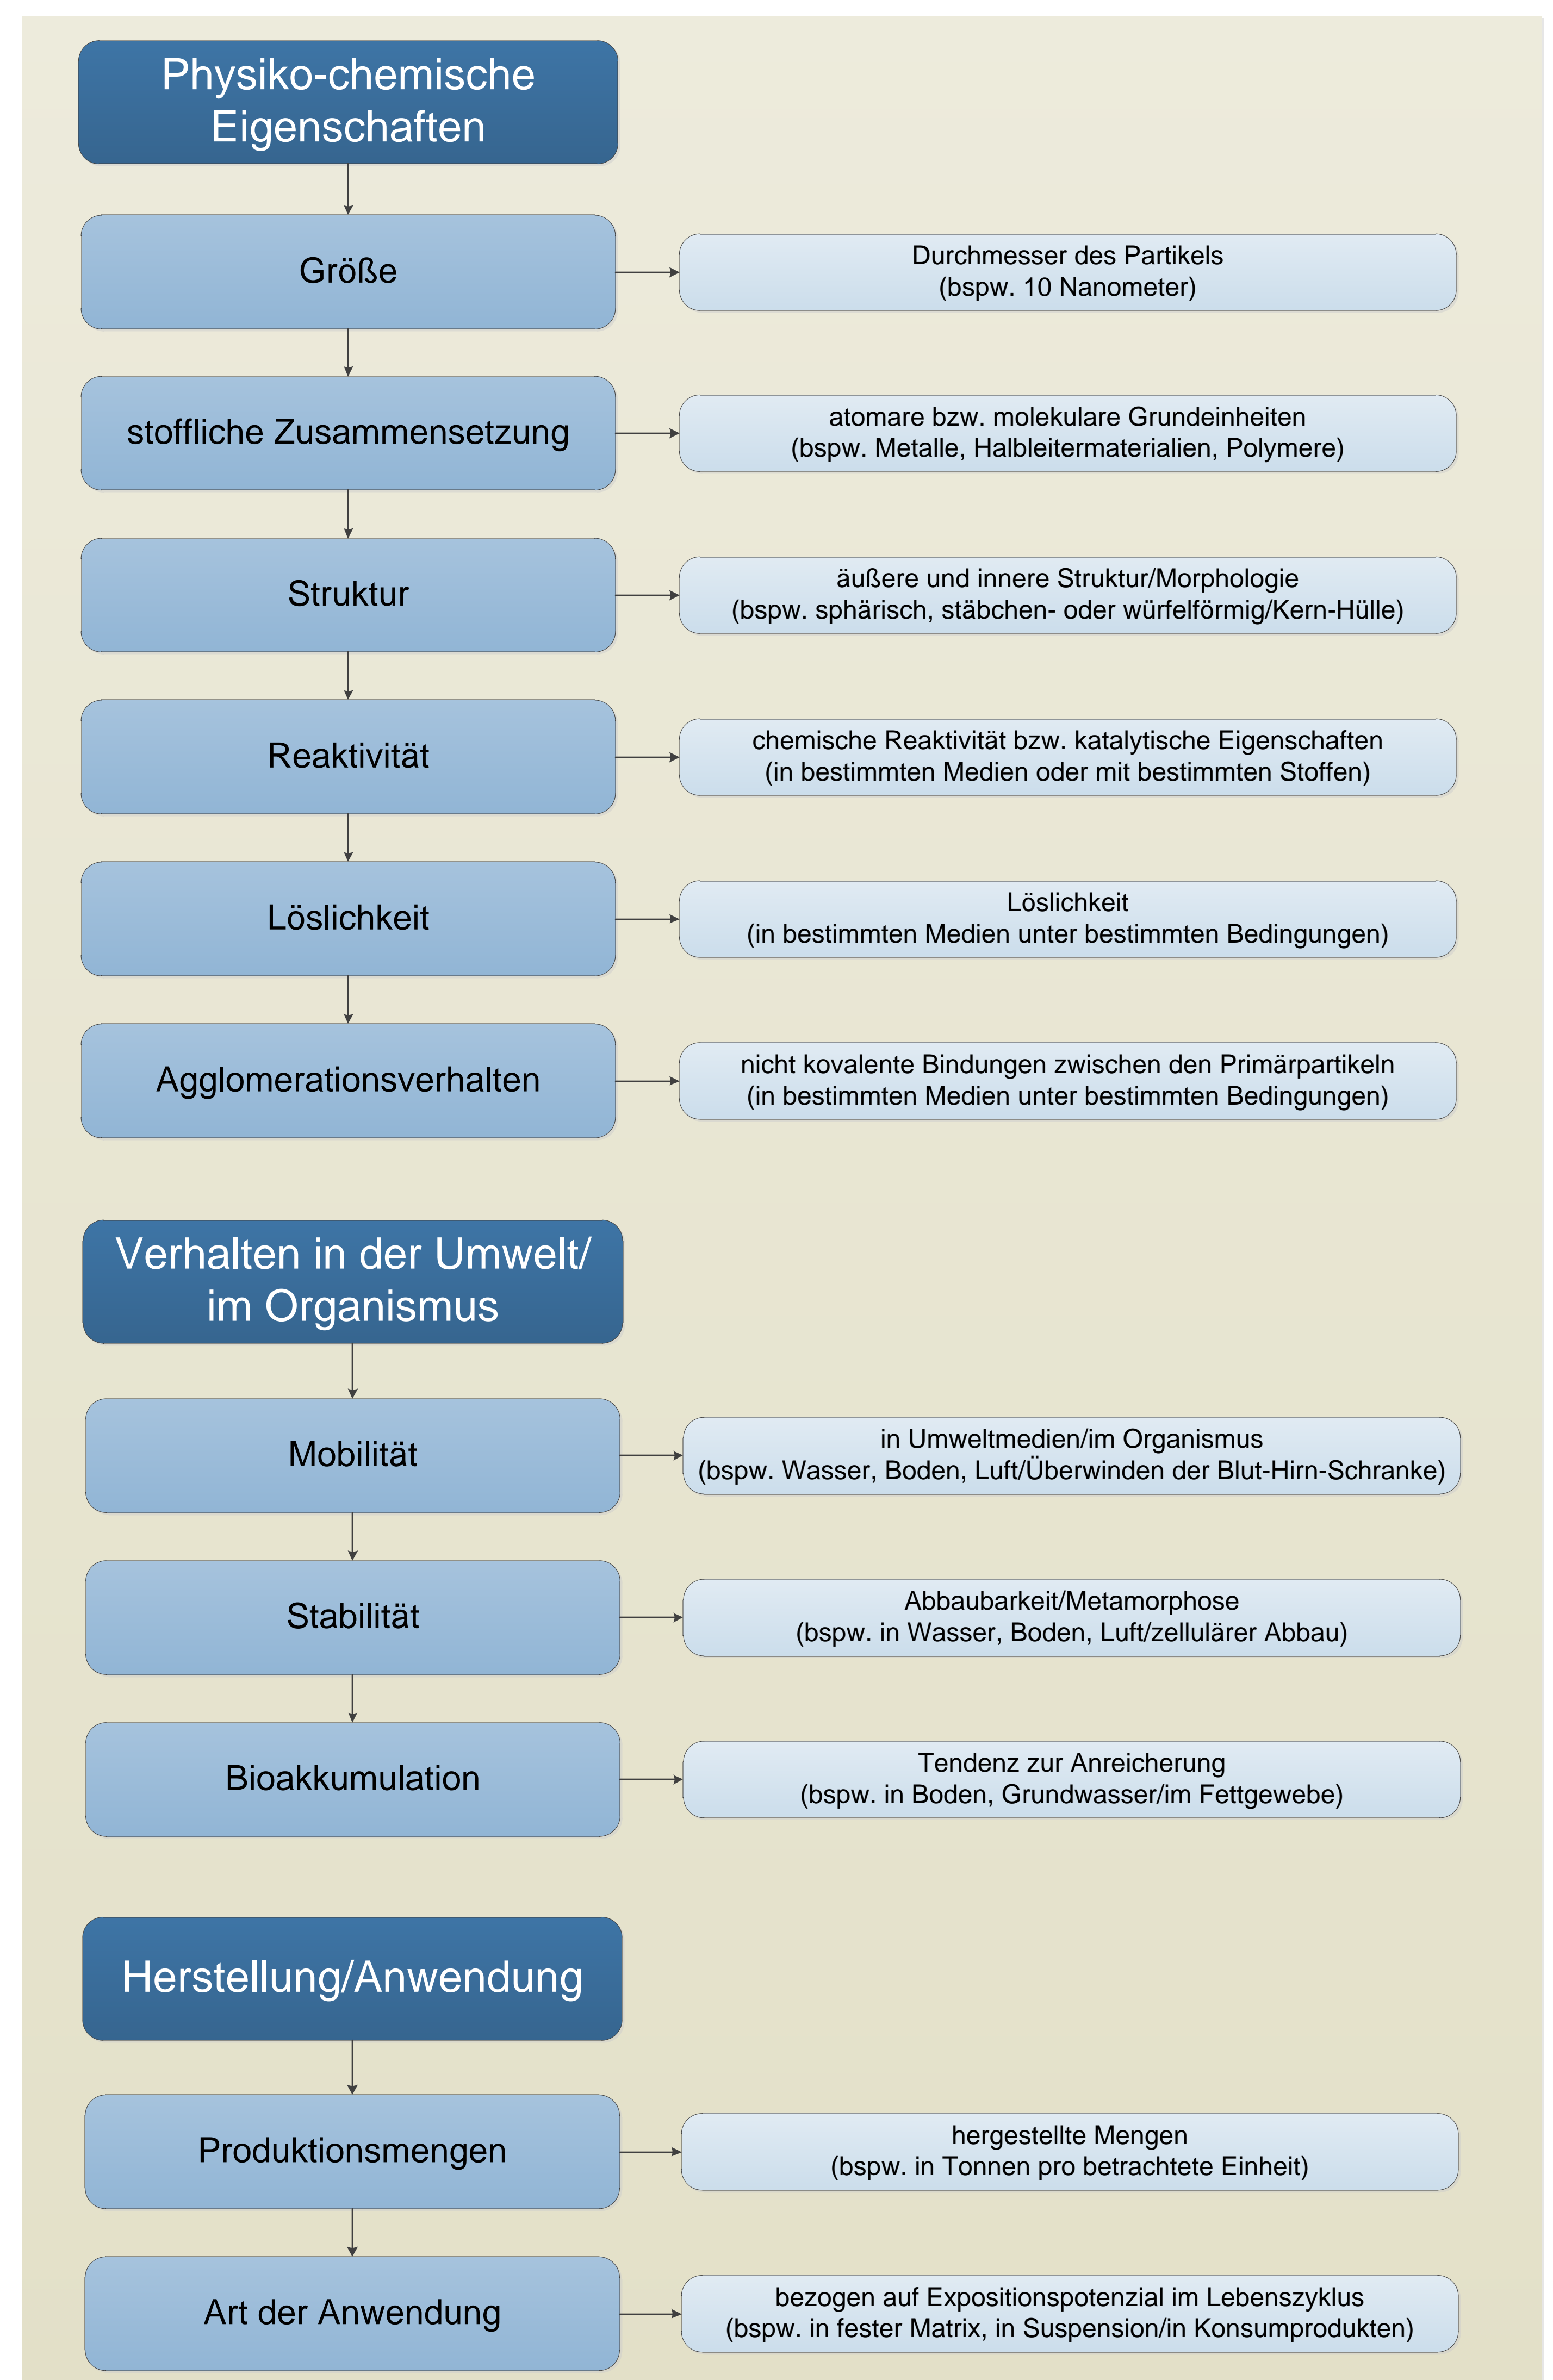 Physiko-chemische
Eigenschaften
Größe
Durchmesser des Partikels
(bspw. 10 Nanometer)
stoffliche Zusammensetzung
atomare bzw. molekulare Grundeinheiten
(bspw. Metalle, Halbleitermaterialien, Polymere)
Struktur
äußere und innere Struktur/Morphologie
(bspw. sphärisch, stäbchen- oder würfelförmig/Kern-Hülle)
Reaktivität
chemische Reaktivität bzw. katalytische Eigenschaften
(in bestimmten Medien oder mit bestimmten Stoffen)
Löslichkeit
Löslichkeit
(in bestimmten Medien unter bestimmten Bedingungen)
Agglomerationsverhalten
nicht kovalente Bindungen zwischen den Primärpartikeln
(in bestimmten Medien unter bestimmten Bedingungen)
Verhalten in der Umwelt/
im Organismus
Mobilität
in Umweltmedien/im Organismus
(bspw. Wasser, Boden, Luft/Überwinden der Blut-Hirn-Schranke)
Stabilität
Abbaubarkeit/Metamorphose
(bspw. in Wasser, Boden, Luft/zellulärer Abbau)
Bioakkumulation
Tendenz zur Anreicherung
(bspw. in Boden, Grundwasser/im Fettgewebe)
Herstellung/Anwendung
Produktionsmengen
hergestellte Mengen
(bspw. in Tonnen pro betrachtete Einheit)
Art der Anwendung
bezogen auf Expositionspotenzial im Lebenszyklus
(bspw. in fester Matrix, in Suspension/in Konsumprodukten)